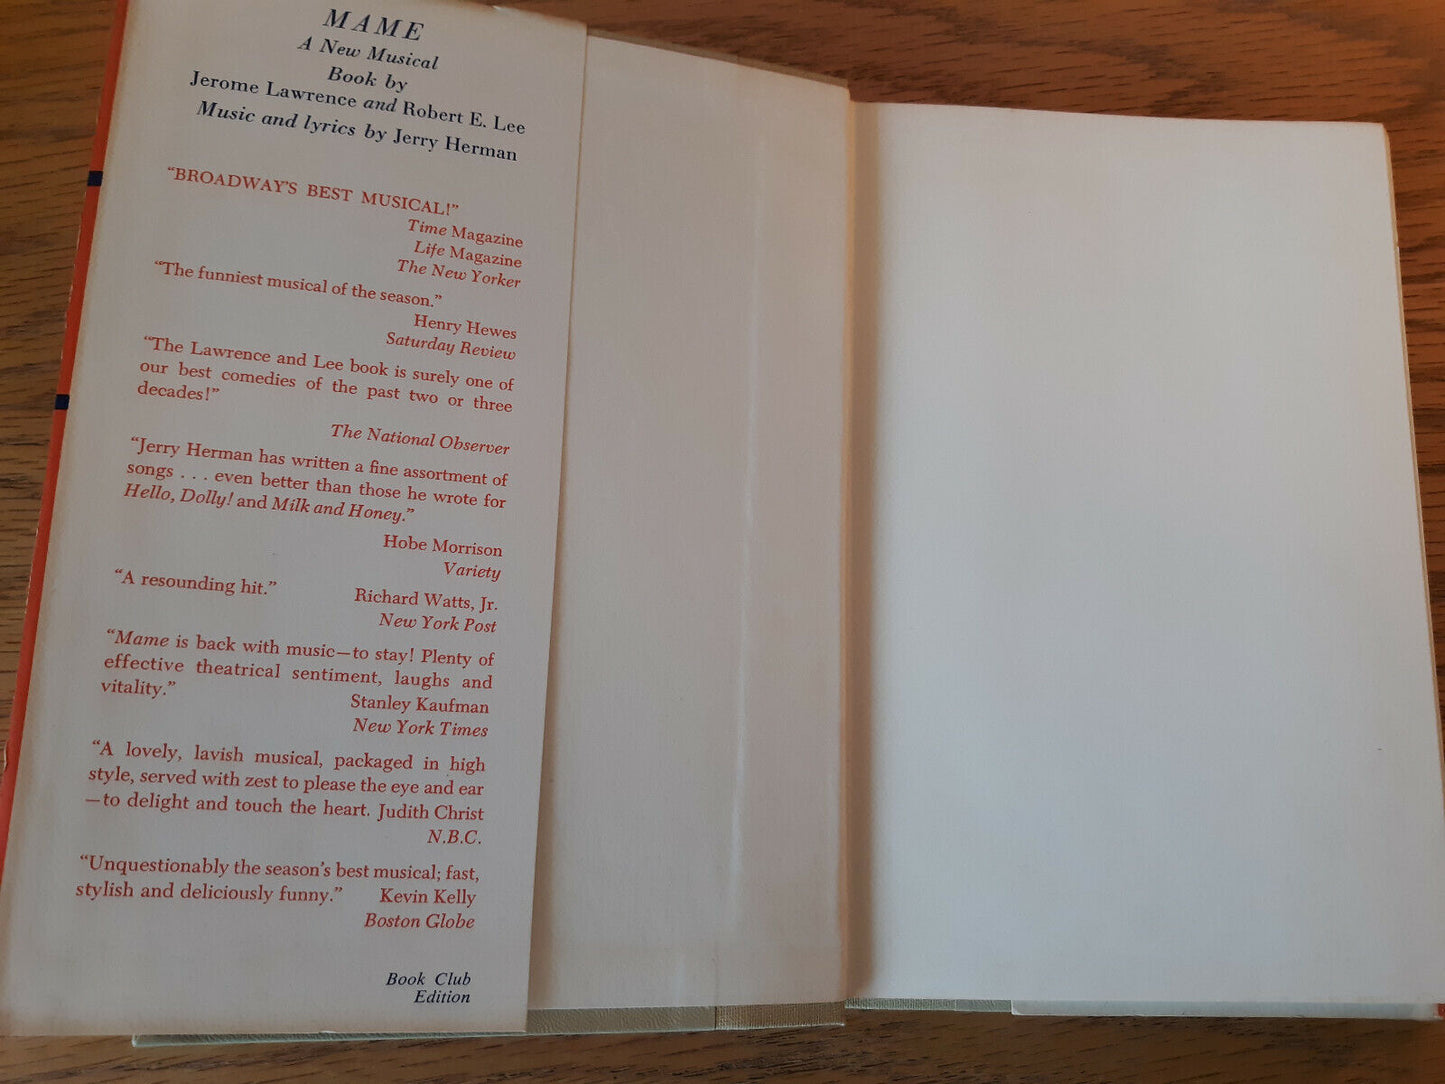 MAME
A New Musical
Book by
Jerome Lawrence and Robert E. Lee
Music and lyrics by Jerry Herman
“BROADWAY’S BEST MUSICAL!”
Time Magazine
Life Magazine
The New Yorker
“The funniest musical of the season.”
Henry Hewes
Saturday Review
“The Lawrence and Lee book is surely one of
our best comedies of the past two or three
decades!”
The National Observer
“Jerry Herman has written a fine assortment of
songs . . . even better than those he wrote for
Hello, Dolly! and Milk and Honey.”
Hobe Morrison
Variety
“A resounding hit.” Richard Watts, Jr.
New York Post
“Mame is back with music—to stay! Plenty of
effective theatrical sentiment, laughs and
vitality.” Stanley Kaufman
New York Times
“A lovely, lavish musical, packaged in high
style, served with zest to please the eye and ear
—to delight and touch the heart. Judith Christ
N.B.C.
“Unquestionably the season’s best musical; fast,
stylish and deliciously funny.” Kevin Kelly
Boston Globe
Book Club
Edition